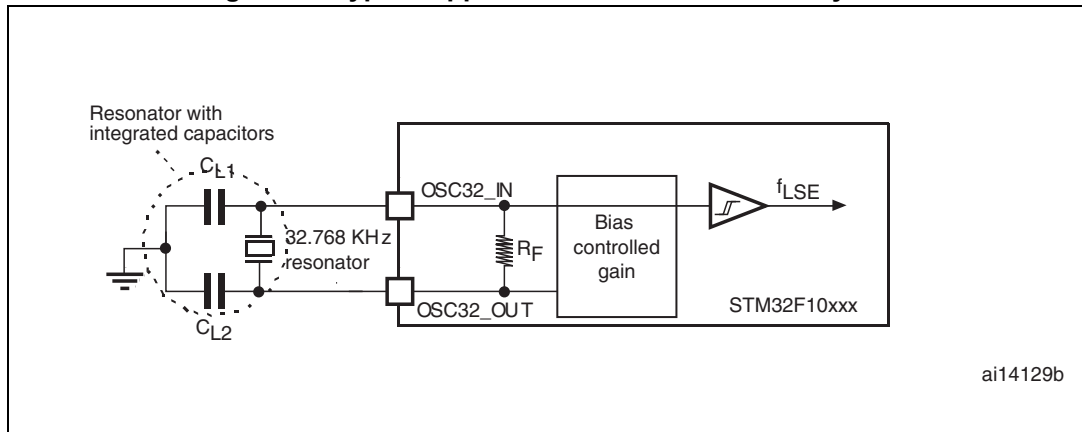 Resonator with
integrated capacitors
CL1
OSC32_IN
fLSE
32.768 KHz
resonator
RF
Bias
controlled
gain
OSC32_OUT
STM32F10xxx
CL2
ai14129b